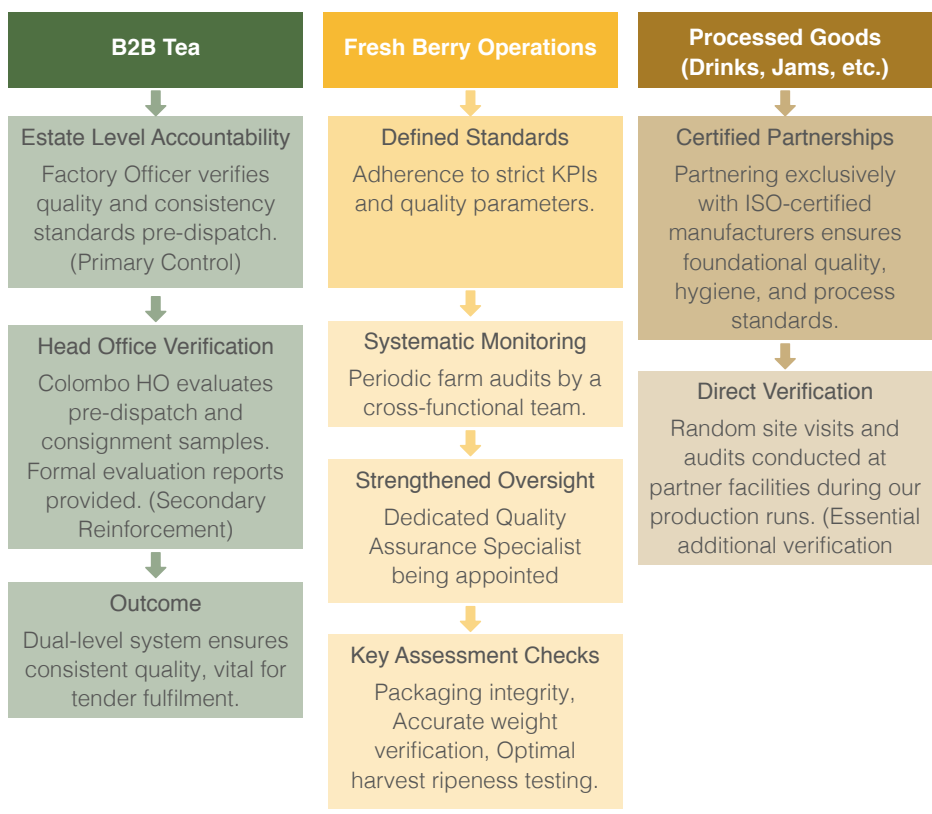 B2B Tea
Estate Level Accountability
Factory Officer verifies
quality and consistency
standards pre-dispatch.
(Primary Control)
Head Office Verification
Colombo HO evaluates
pre-dispatch and
consignment samples.
Formal evaluation reports
provided. (Secondary
Reinforcement)
Outcome
Dual-level system ensures
consistent quality, vital for
tender fulfilment.
Fresh Berry Operations
Defined Standards
Adherence to strict KPIs
and quality parameters.
Systematic Monitoring
Periodic farm audits by a
cross-functional team.
Strengthened Oversight
Dedicated Quality
Assurance Specialist
being appointed
Key Assessment Checks
Packaging integrity,
Accurate weight
verification, Optimal
harvest ripeness testing.
Processed Goods
(Drinks, Jams, etc.)
Certified Partnerships
Partnering exclusively
with ISO-certified
manufacturers ensures
foundational quality,
hygiene, and process
standards.
Direct Verification
Random site visits and
audits conducted at
partner facilities during our
production runs. (Essential
additional verification